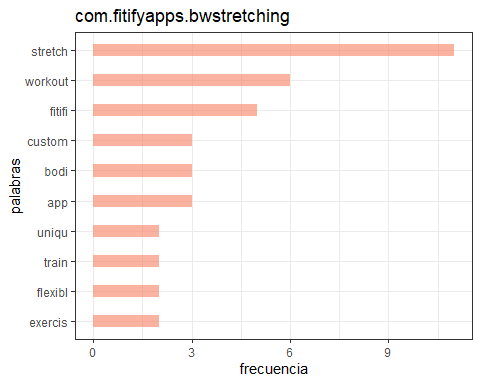 com.fitifyapps.bwstretching
stretch
workout
fitifi
custom
bodi
app
uniqu
train
flexibl
exercis
palabras
0 3 6 9
frecuencia